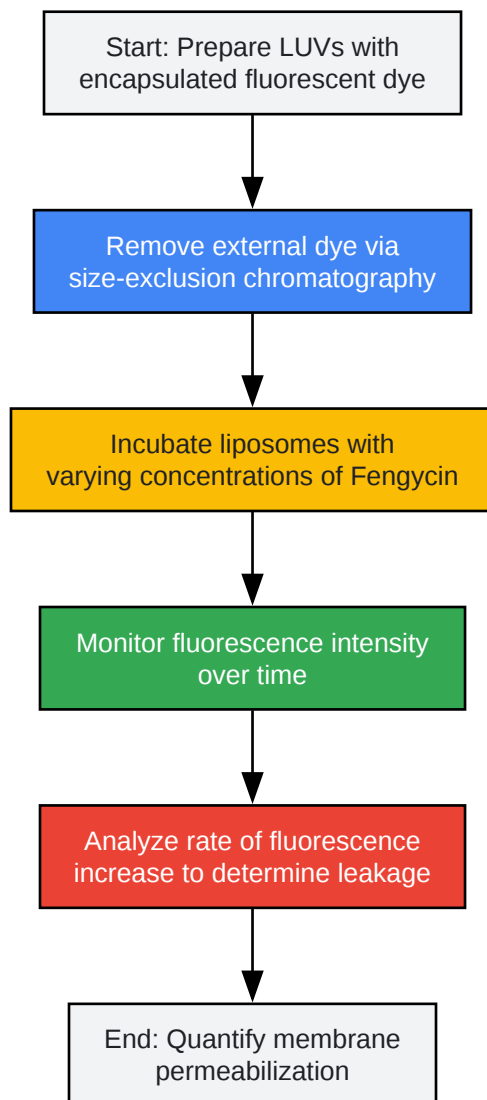 Start: Prepare LUVs with
encapsulated fluorescent dye
Remove external dye via
size-exclusion chromatography
Incubate liposomes with
varying concentrations of Fengycin
Monitor fluorescence intensity
over time
Analyze rate of fluorescence
increase to determine leakage
End: Quantify membrane
permeabilization